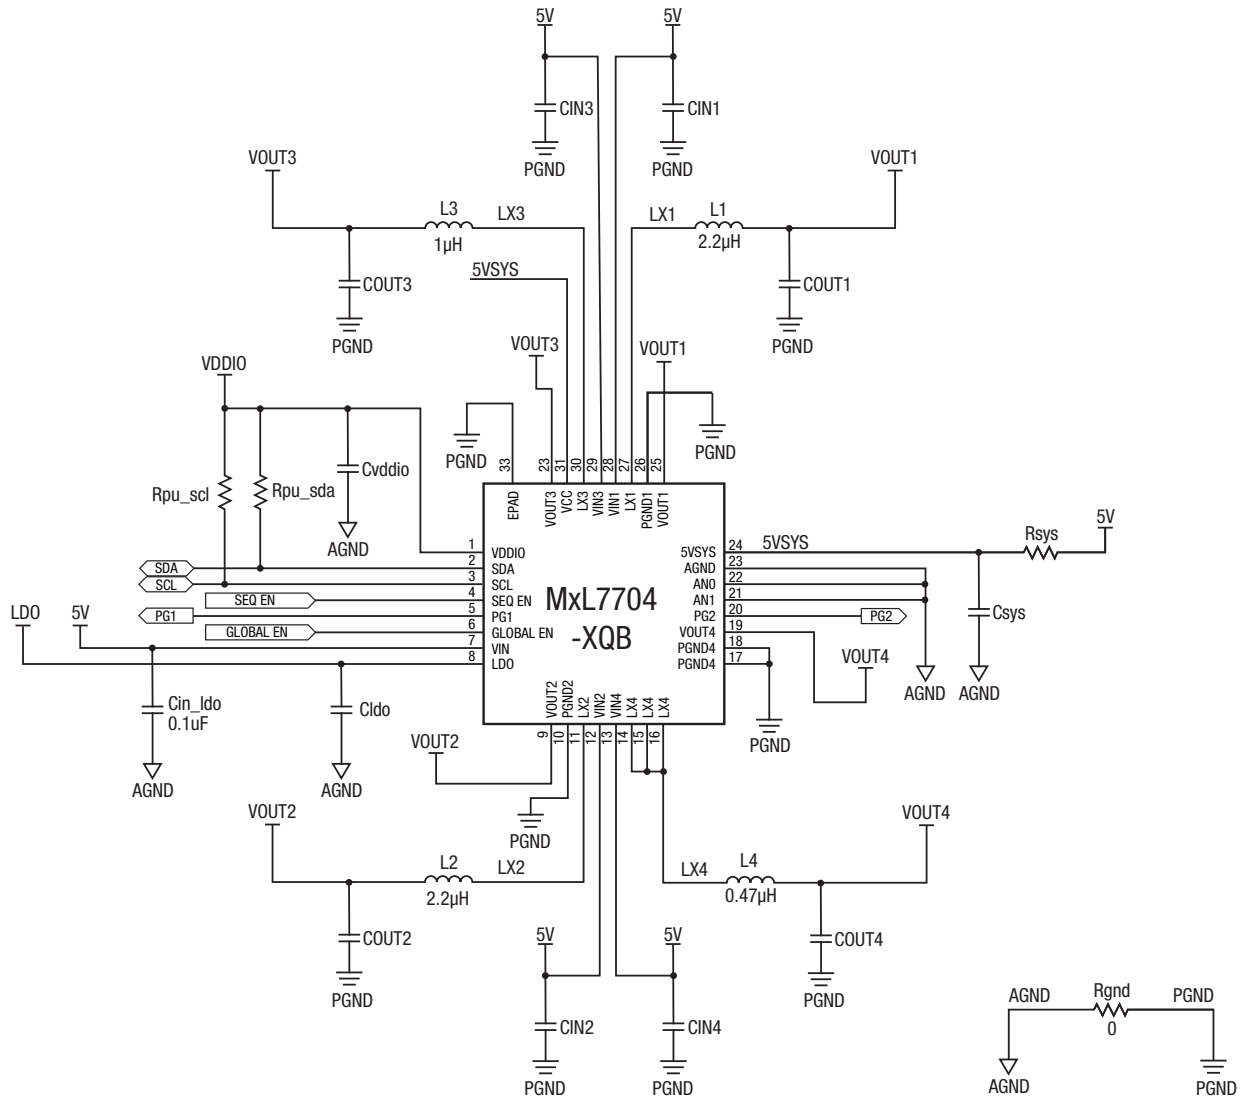 5V
5V
CIN3
CIN1
PGND
PGND
VOUT3
VOUT1
L3
LX3
LX1
L1
1µH
2.2µH
5VSYS
COUT3
COUT1
PGND
PGND
VOUT3
VOUT1
VDDIO
PGND
PGND
Cvddio
Rpu_scl
Rpu_sda
AGND
33
23
31
30
29
28
27
26
25
EPAD
VOUT3
VCC
LX3
VIN3
VIN1
LX1
PGND1
VOUT1
1
VDDIO
SDA
2
SDA
SCL
3
SCL
SEQ EN
4
SEQ EN
PG1
5
PG1
GLOBAL EN
6
GLOBAL EN
7
VIN
8
LDO
LDO
5V
MxL7704
-XQB
5VSYS
24
5VSYS
Rsys
5V
AGND
23
AN0
22
AN1
21
PG2
20
PG2
VOUT4
19
PGND4
18
PGND4
17
Csys
VOUT4
AGND
AGND
PGND
Cin_ldo
0.1uF
Cldo
AGND
AGND
VOUT2
PGND2
LX2
VIN2
VIN4
LX4
LX4
LX4
9
10
11
12
13
14
15
16
VOUT2
PGND
VOUT2
VOUT4
L2
LX2
LX4
L4
2.2µH
0.47µH
COUT2
COUT4
PGND
PGND
5V
5V
CIN2
CIN4
PGND
PGND
AGND
Rgnd
PGND
0
AGND
PGND